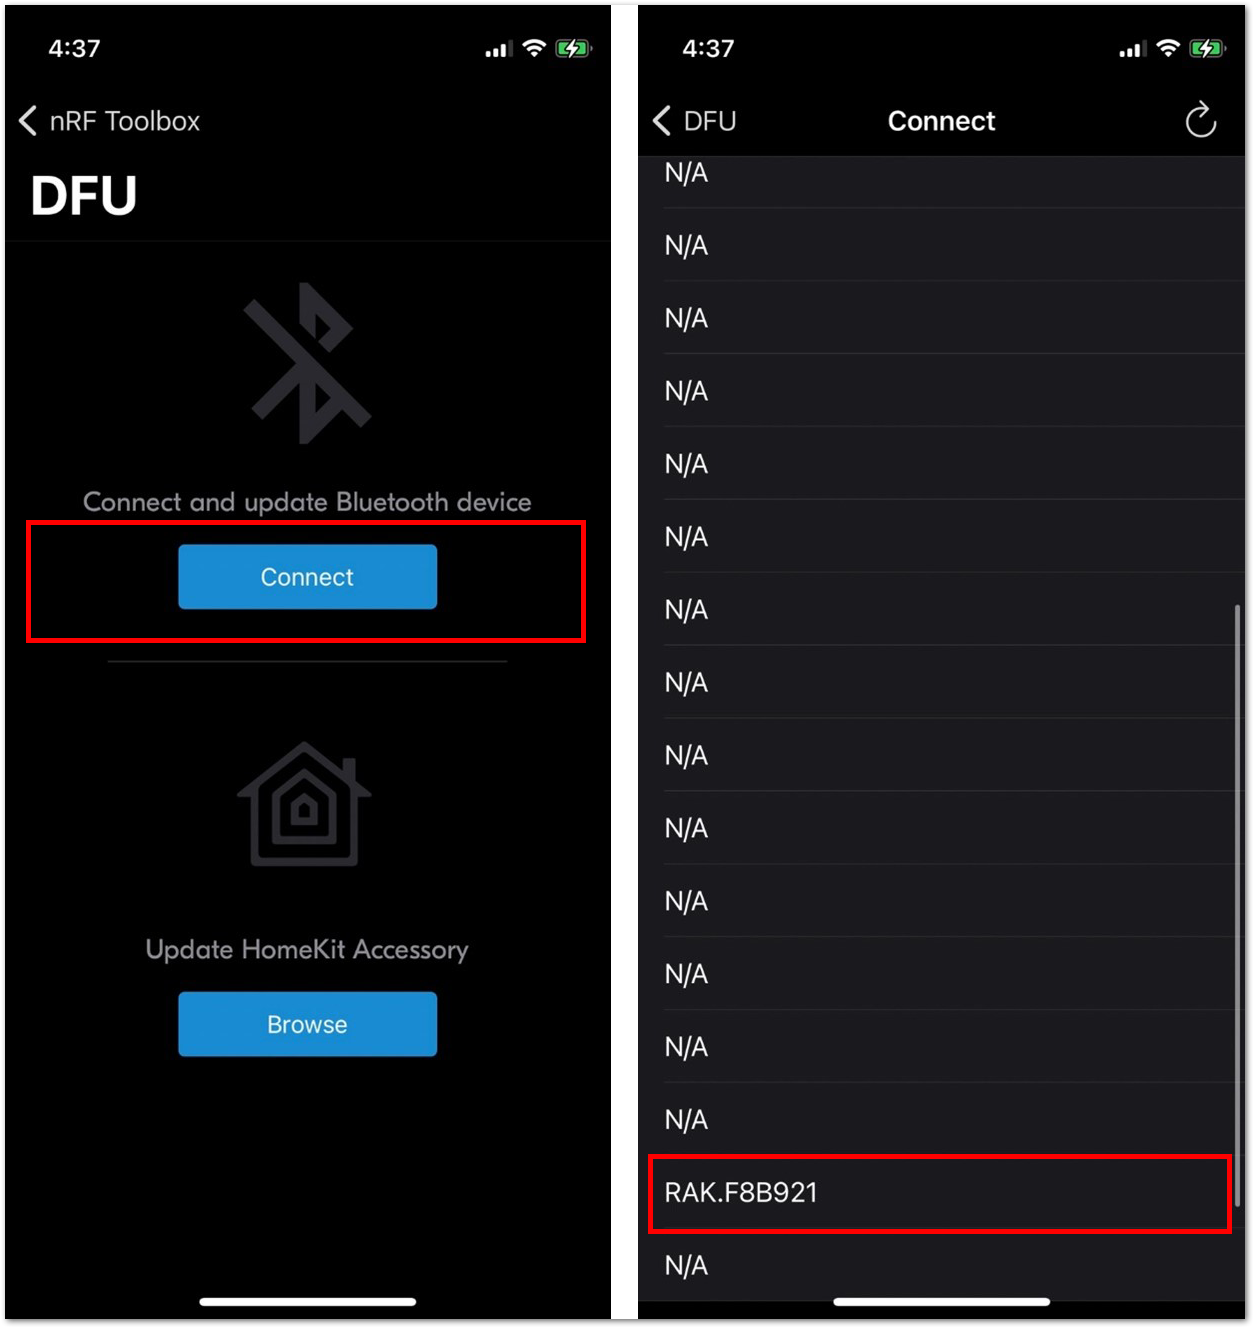 4:37
nRF Toolbox
DFU
Connect and update Bluetooth device
Connect
Update HomeKit Accessory
Browse
4:37
DFU
Connect
N/A
N/A
N/A
N/A
N/A
N/A
N/A
N/A
N/A
N/A
N/A
N/A
N/A
N/A
RAK.F8B921
N/A